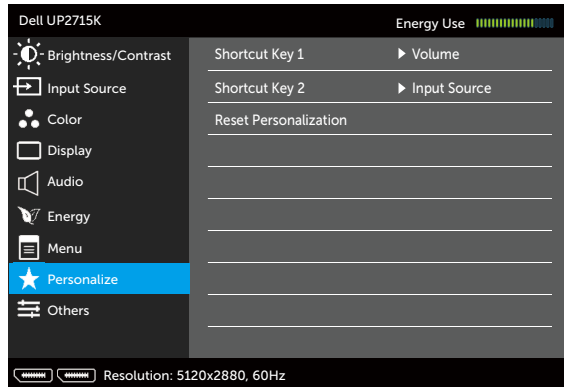 Dell UP2715K
Energy Use
Brightness/Contrast
Shortcut Key 1
Volume
Input Source
Shortcut Key 2
Input Source
Color
Reset Personalization
Display
Audio
Energy
Menu
Personalize
Others
Resolution: 5120x2880, 60Hz